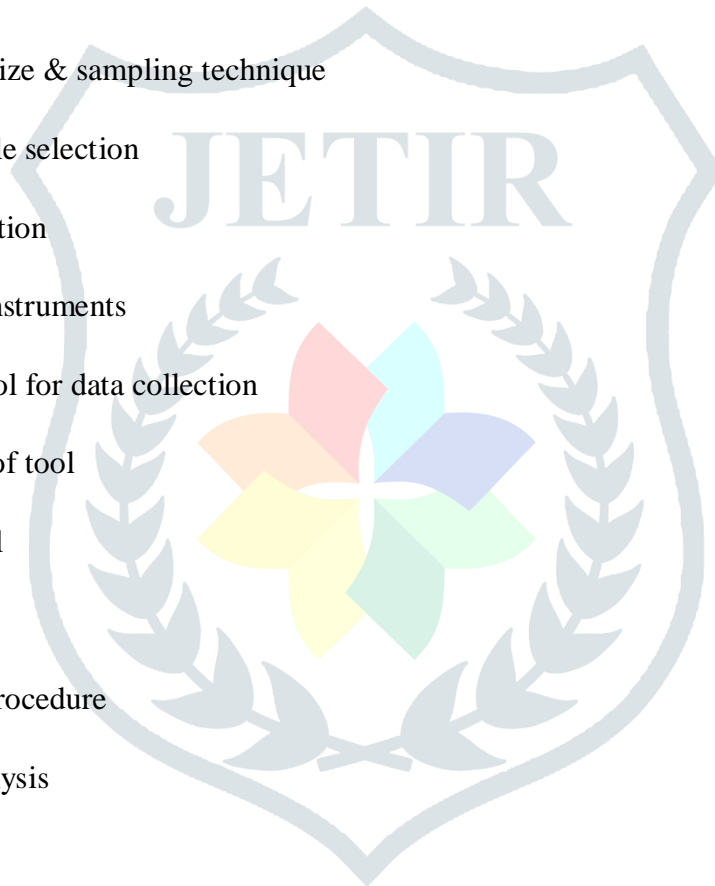 ize & sampling technique
JETIR
le selection
tion
nstruments
ol for data collection
of tool
l
rocedure
ysis